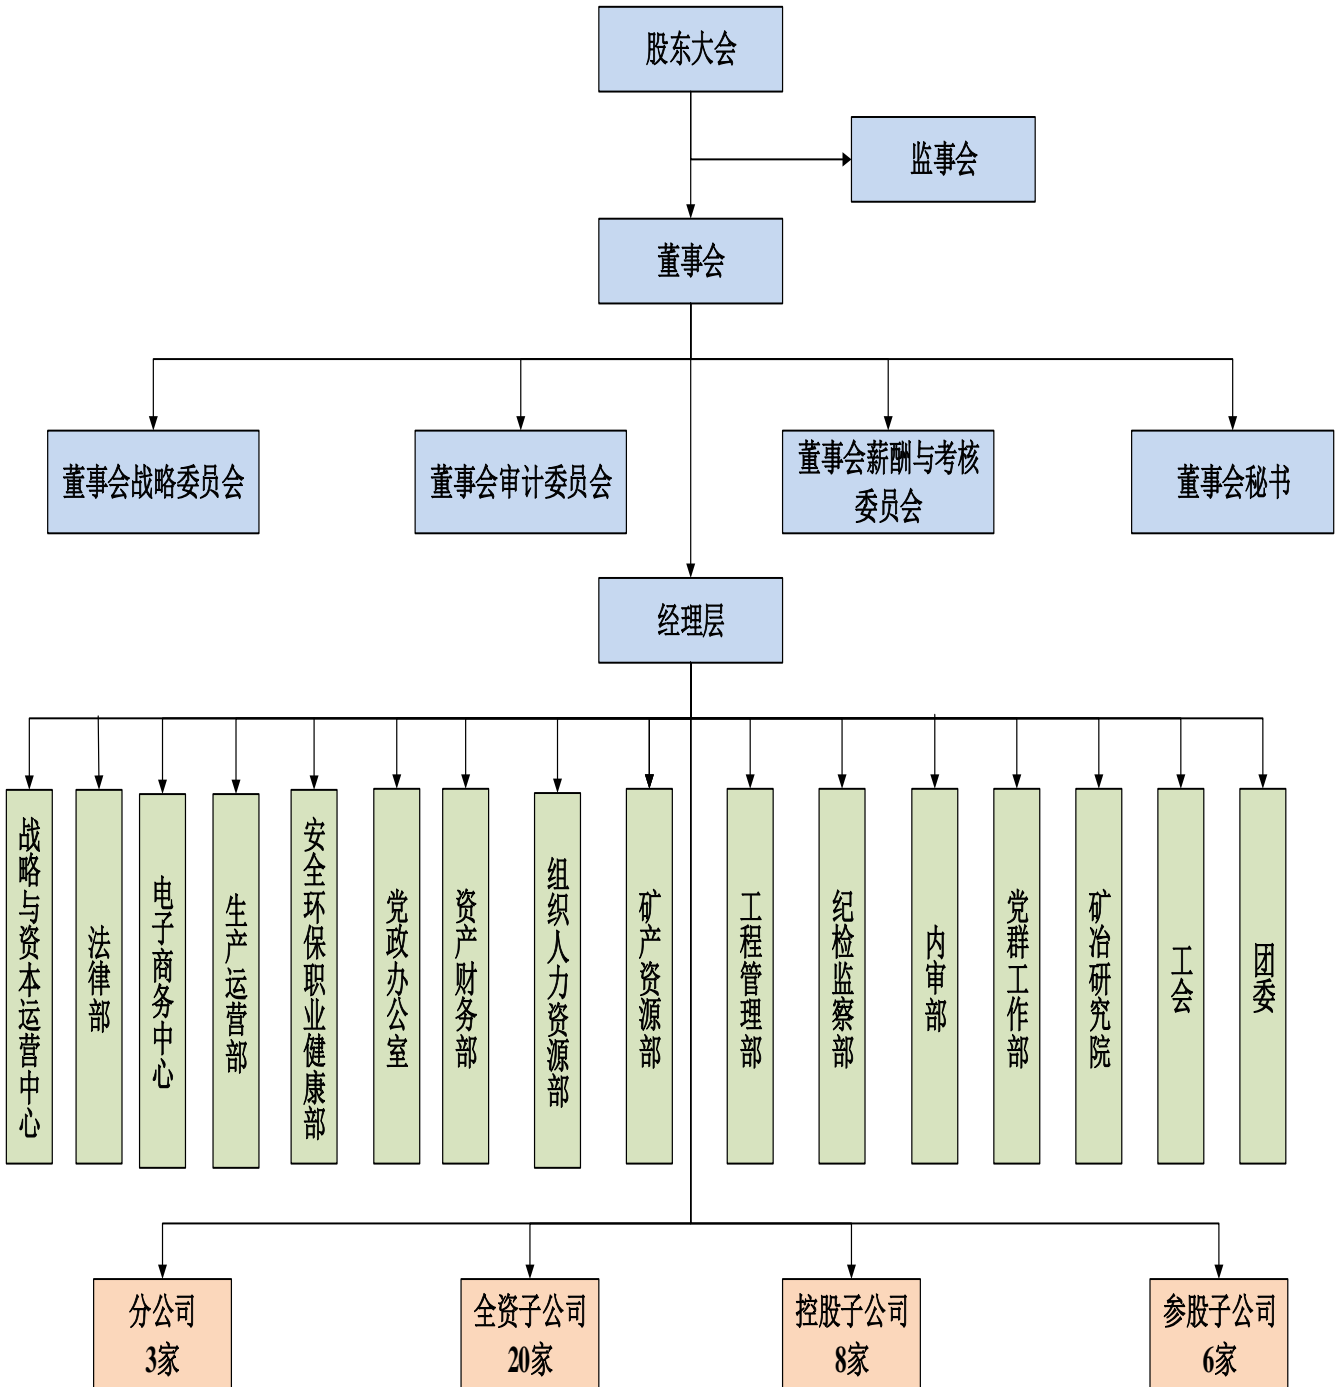 股东大会
监事会
董事会
董事会战略委员会
董事会审计委员会
董事会薪酬与考核
委员会
董事会秘书
经理层
战略与资本运营中心
法律部
电子商务中心
生产运营部
安全环保职业健康部
党政办公室
资产财务部
组织人力资源部
矿产资源部
工程管理部
纪检监察部
内审部
党群工作部
矿冶研究院
工会
团委
分公司
3家
全资子公司
20家
控股子公司
8家
参股子公司
6家